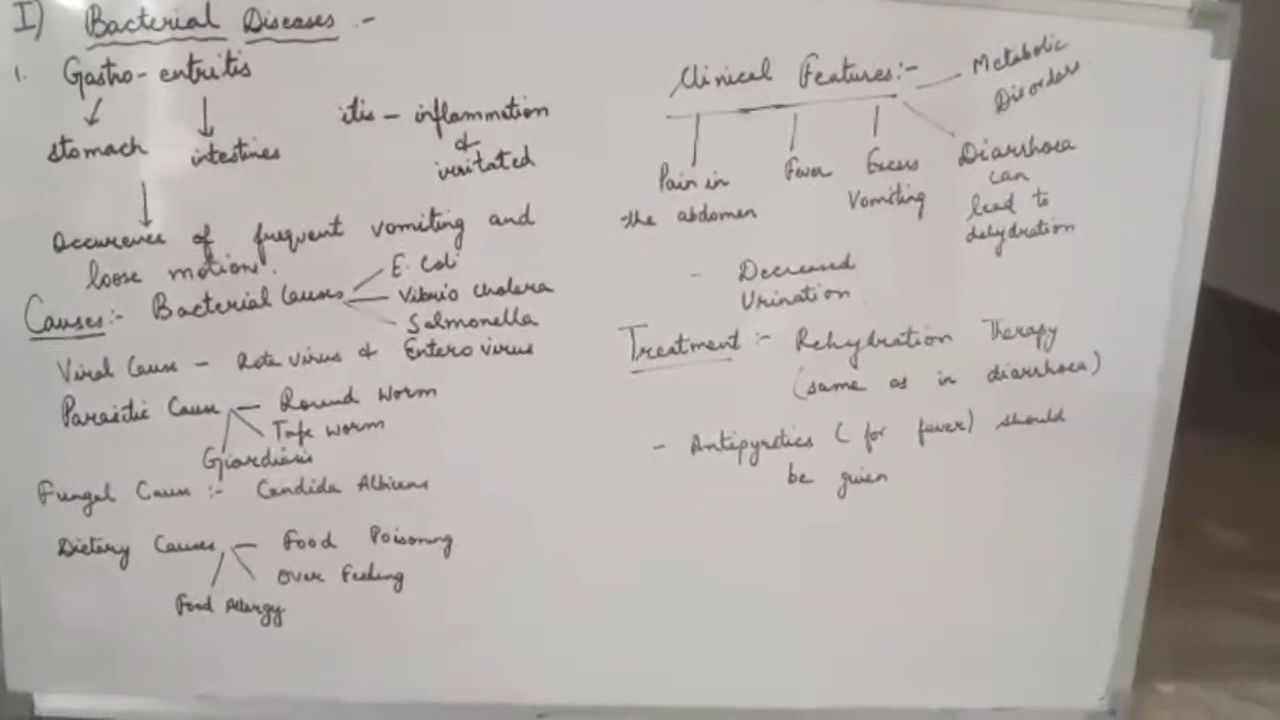 I) Bacterial Diseases :-
1. Gastro-entritis
stomach intestines
itis - inflammation
&
irritated
Occurence of frequent vomiting and
loose motion.
Causes:- Bacterial Causes
E. Coli
Vibrio Cholera
Salmonella
Viral Cause - Rota virus & Entero virus
Parasitic Cause - Round Worm
Tape worm
Giardiasis
Fungal Cause :- Candida Albicans
Dietary Causes - Food Poisoning
Over Feeding
Food Allergy
Clinical Features:-
Metabolic
Disorders
Pain in
the abdomen
Fever
Excess
Vomiting
Diarrhoea
can
lead to
dehydration
- Decreased
Urination
Treatment :- Rehydration Therapy
(same as in diarrhoea)
- Antipyretics ( for fever) should
be given